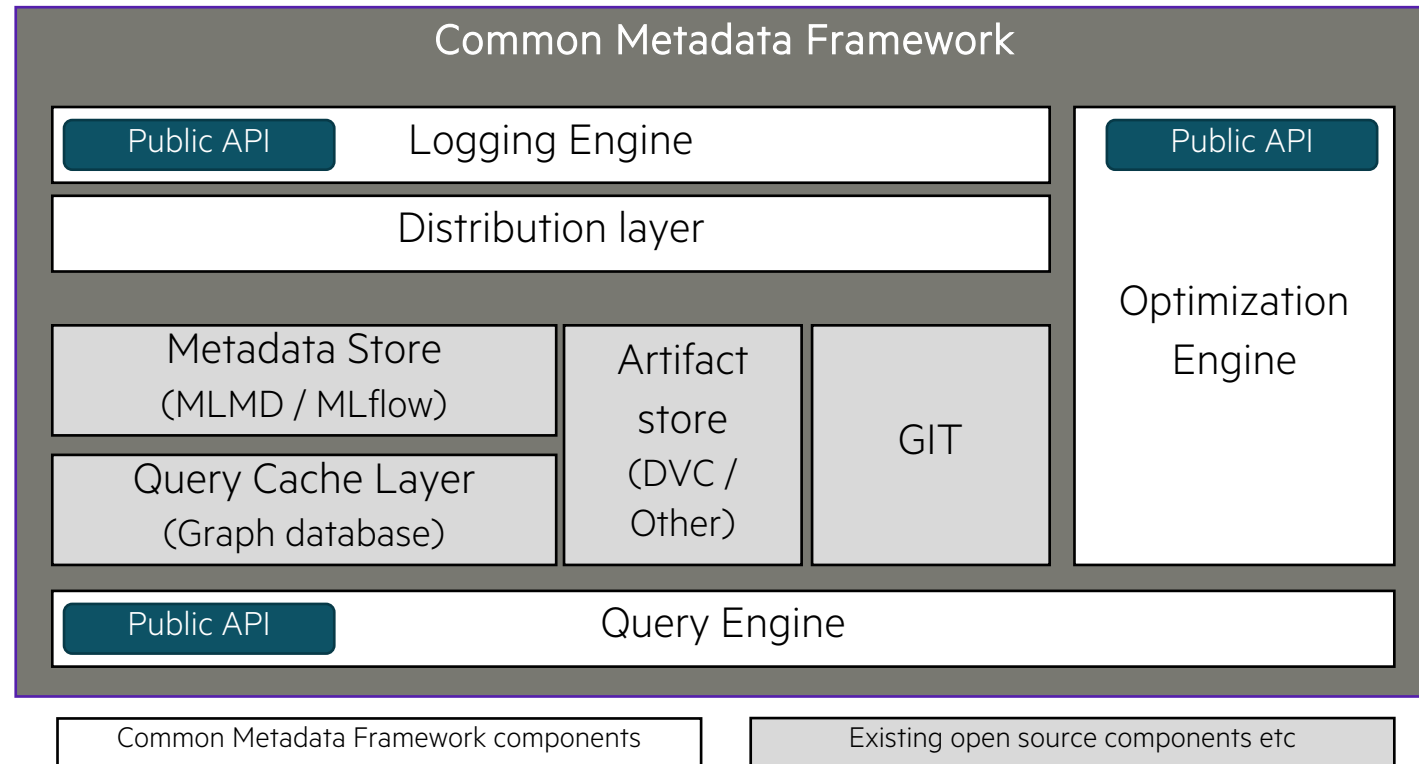 Common Metadata Framework
Public API
Logging Engine
Distribution layer
Metadata Store
(MLMD / MLflow)
Query Cache Layer
(Graph database)
Artifact
store
(DVC /
Other)
GIT
Public API
Optimization
Engine
Public API
Query Engine
Common Metadata Framework components
Existing open source components etc